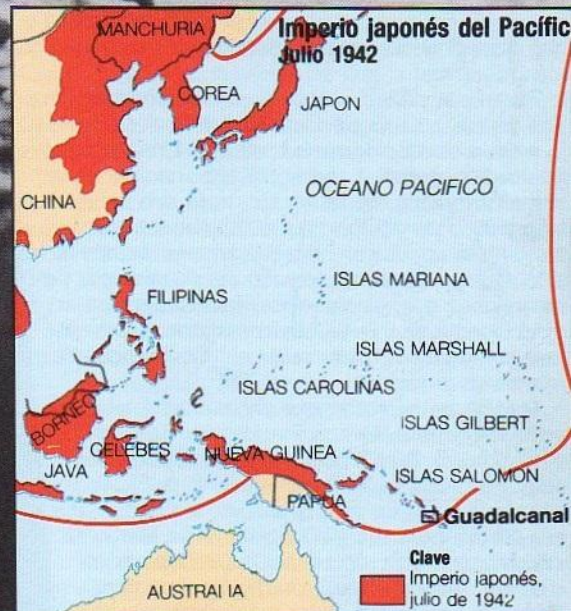 Imperio japonés del Pacífic
Julio 1942
MANCHURIA
COREA
JAPON
CHINA
OCEANO PACIFICO
ISLAS MARIANA
FILIPINAS
ISLAS MARSHALL
ISLAS CAROLINAS
ISLAS GILBERT
BORNEO
CELEBES
NUEVA GUINEA
JAVA
ISLAS SALOMON
PAPUA
Guadalcanal
AUSTRALIA
Clave
Imperio japonés,
julio de 1942